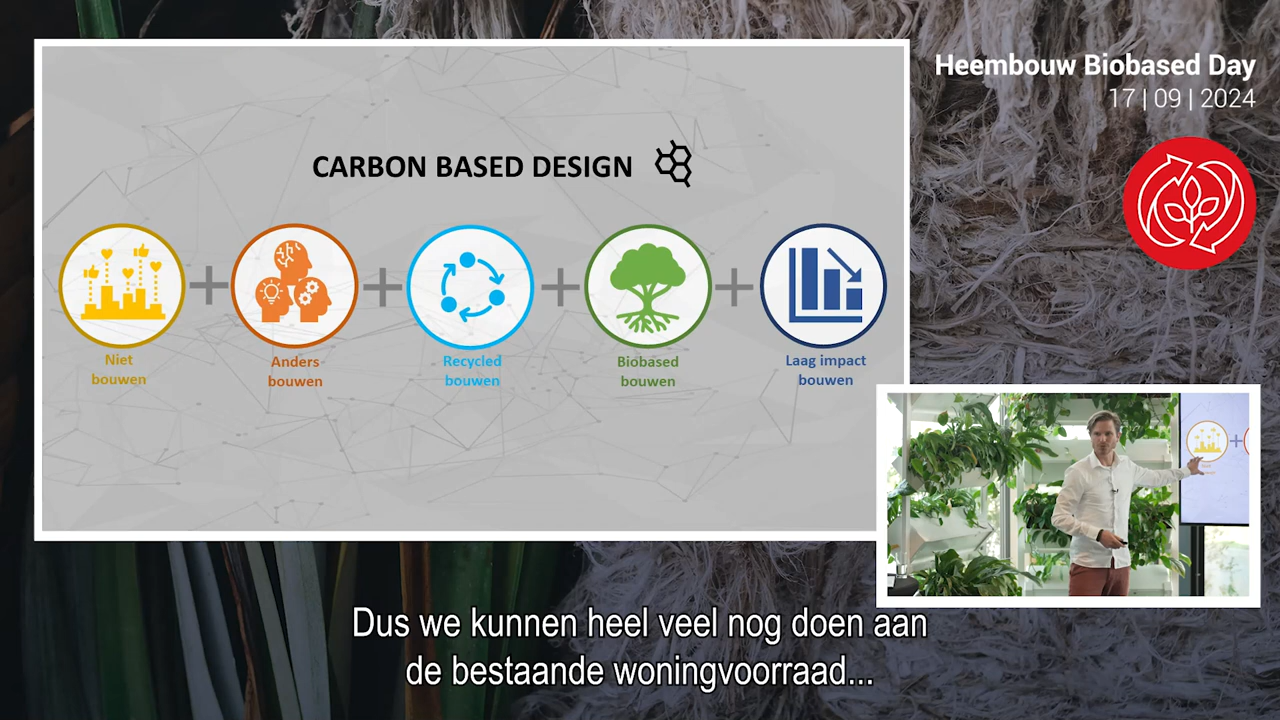 Heembouw Biobased Day
17 | 09 | 2024
CARBON BASED DESIGN
Niet
bouwen
Anders
bouwen
Recycled
bouwen
Biobased
bouwen
Laag impact
bouwen
Dus we kunnen heel veel nog doen aan
de bestaande woningvoorraad...